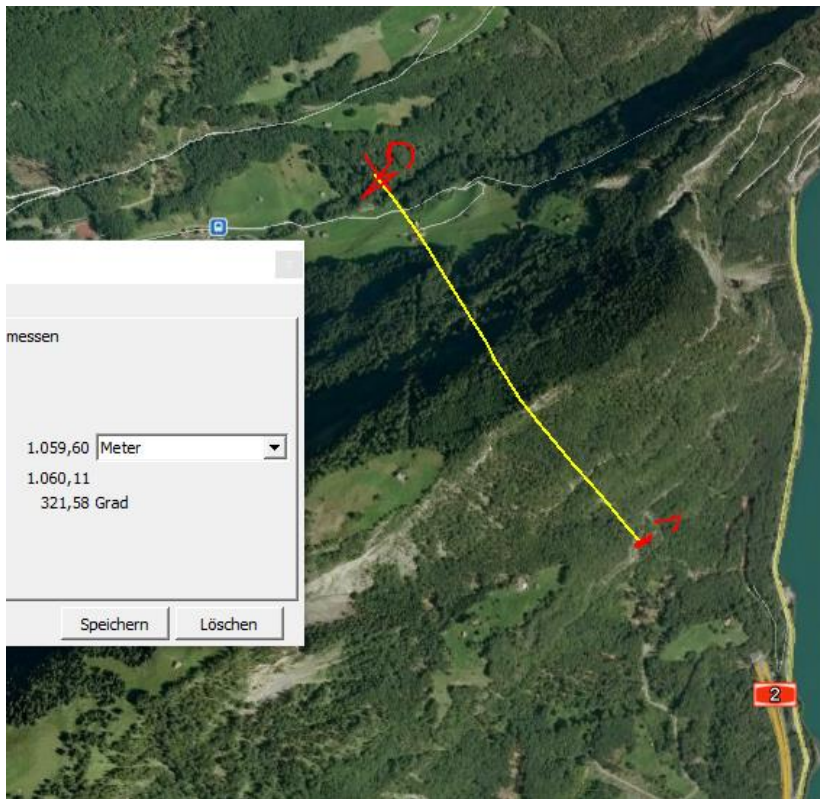 messen
1.059,60 Meter
1.060,11
321,58 Grad
Speichern Löschen
2